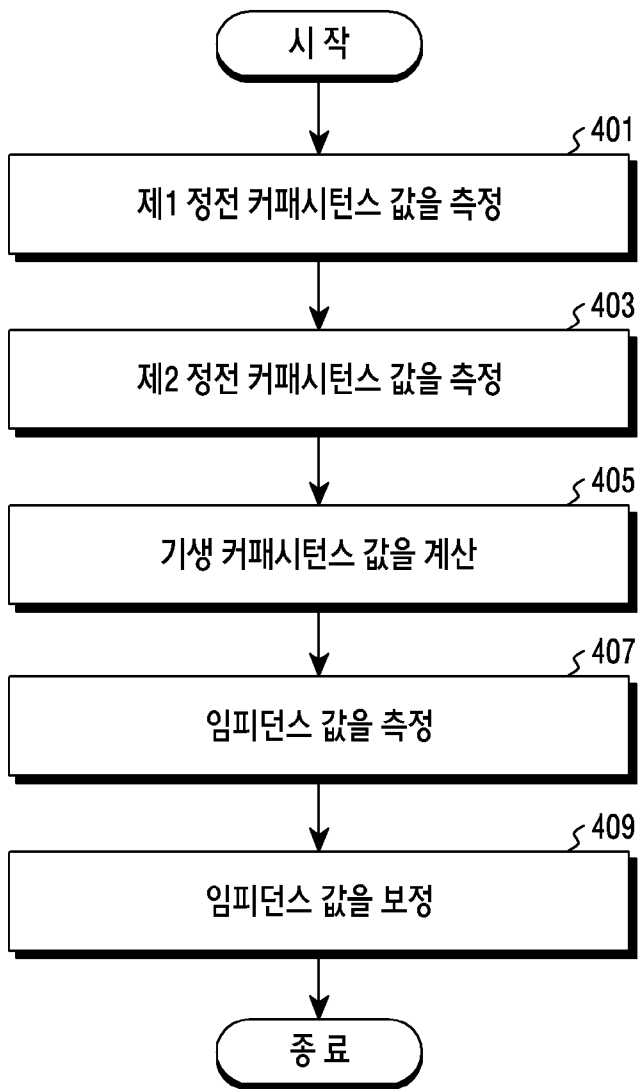 시 작
401
제1 정전 커패시턴스 값을 측정
403
제2 정전 커패시턴스 값을 측정
405
기생 커패시턴스 값을 계산
407
임피던스 값을 측정
409
임피던스 값을 보정
종 료